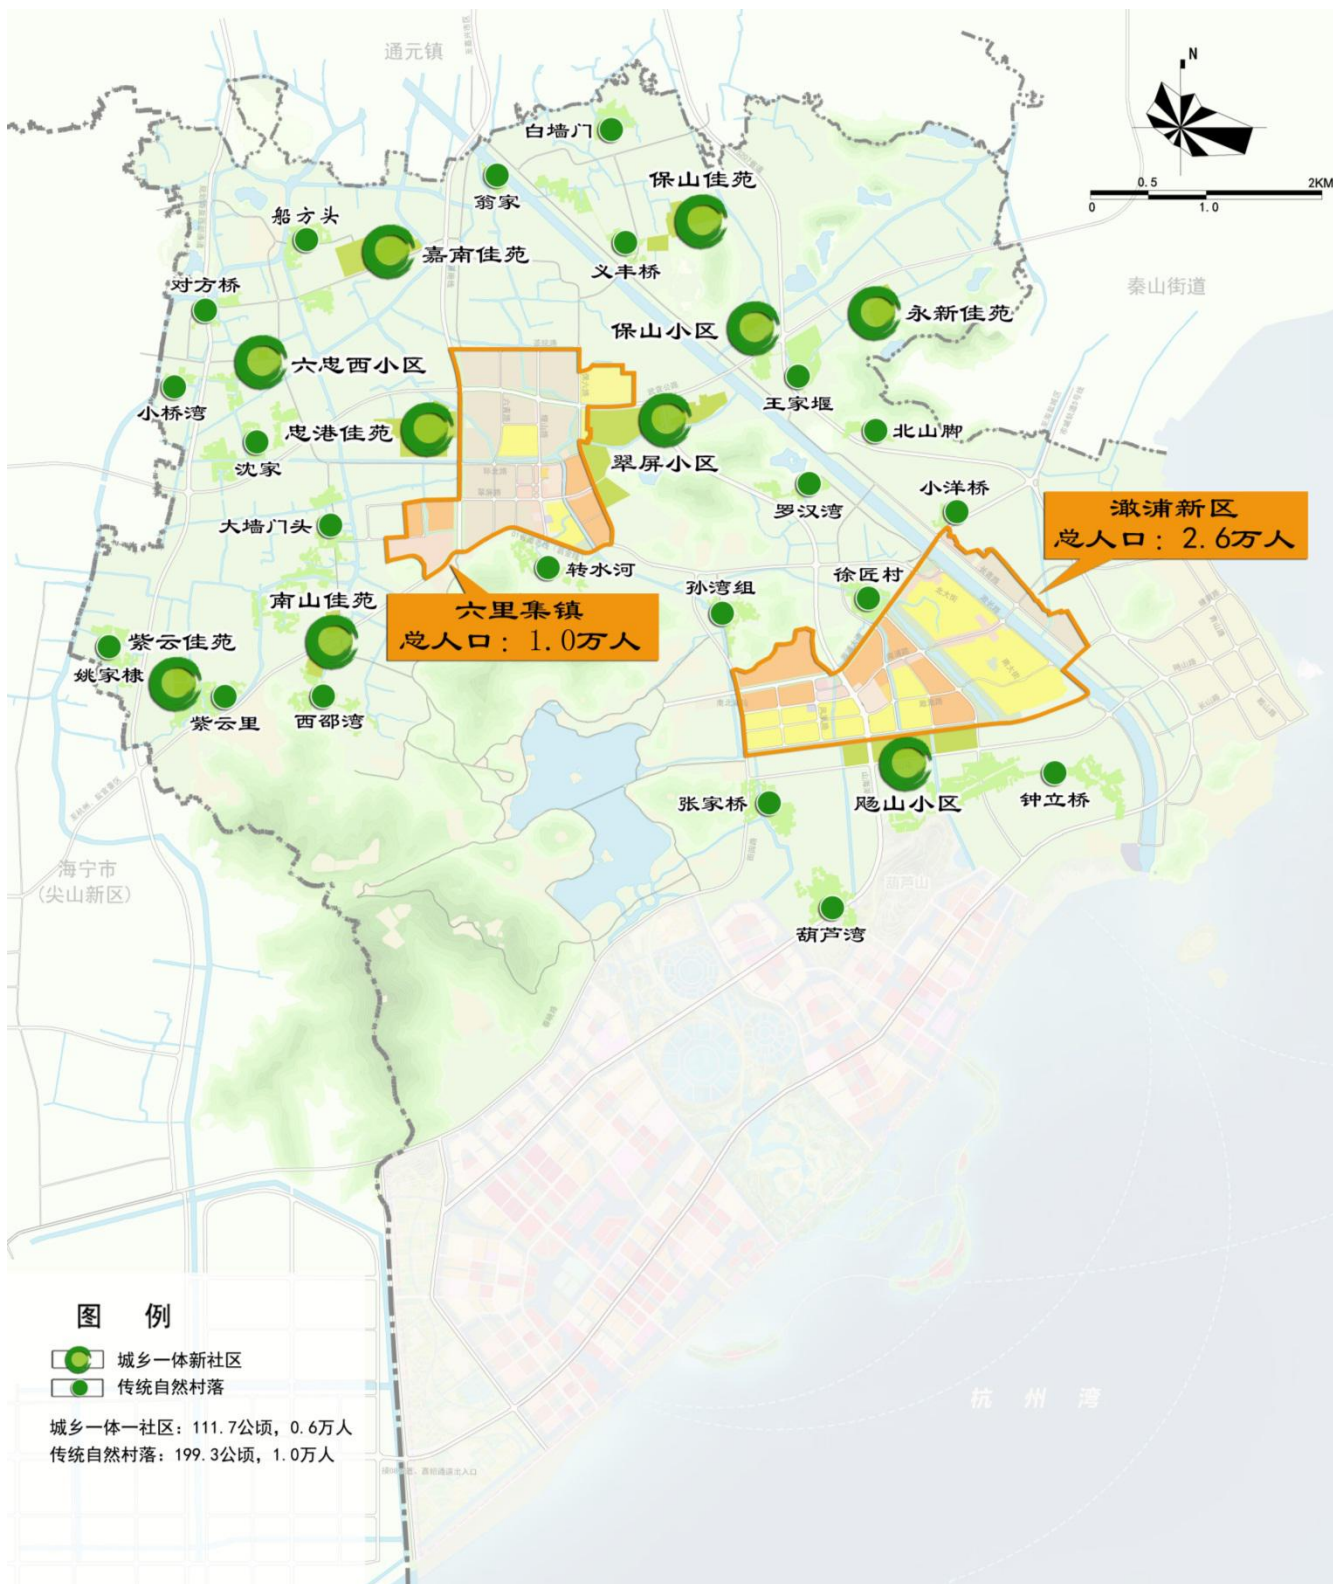 通元镇
N
白墙门
保山佳苑
翁家
0.5
2KM
0
1.0
船方头
嘉南佳苑
义丰桥
秦山街道
对方桥
保山小区
永新佳苑
六忠西小区
小桥湾
王家堰
忠港佳苑
北山脚
沈家
翠屏小区
罗汉湾
小洋桥
澉浦新区
总人口：2.6万人
大墙门头
转水河
徐匠村
孙湾组
南山佳苑
六里集镇
总人口：1.0万人
紫云佳苑
姚家棣
紫云里
西邵湾
张家桥
飏山小区
钟立桥
海宁市
(尖山新区)
葫芦山
葫芦湾
图 例
城乡一体新社区
传统自然村落
城乡一体一社区：111.7公顷，0.6万人
传统自然村落：199.3公顷，1.0万人
杭 州 湾